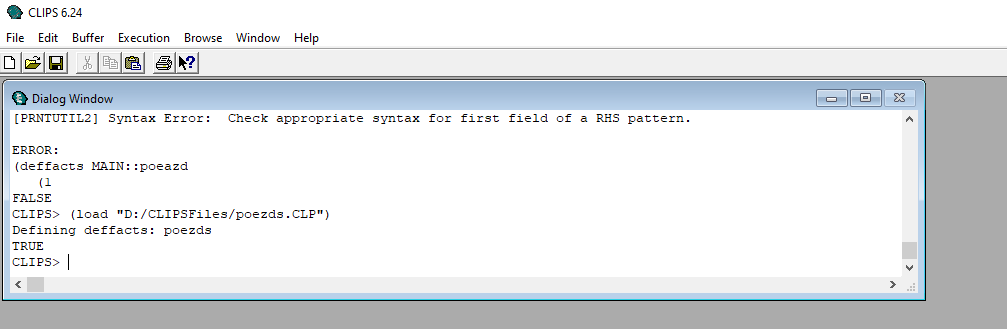 CLIPS 6.24
File Edit Buffer Execution Browse Window Help
Dialog Window
[PRNTUTIL2] Syntax Error:  Check appropriate syntax for first field of a RHS pattern.
ERROR:
(deffacts MAIN::poeazd
   (1
FALSE
CLIPS> (load "D:/CLIPSFiles/poezds.CLP")
Defining deffacts: poezds
TRUE
CLIPS>